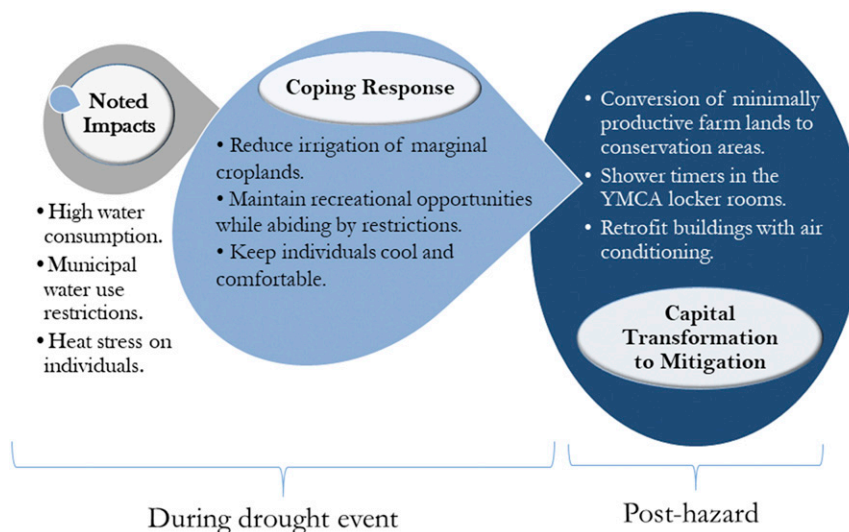 Noted
Impacts
• High water
consumption.
• Municipal
water use
restrictions.
• Heat stress on
individuals.
Coping Response
• Reduce irrigation of marginal
croplands.
• Maintain recreational opportunities
while abiding by restrictions.
• Keep individuals cool and
comfortable.
• Conversion of minimally
productive farm lands to
conservation areas.
• Shower timers in the
YMCA locker rooms.
• Retrofit buildings with air
conditioning.
Capital
Transformation
to Mitigation
During drought event
Post-hazard